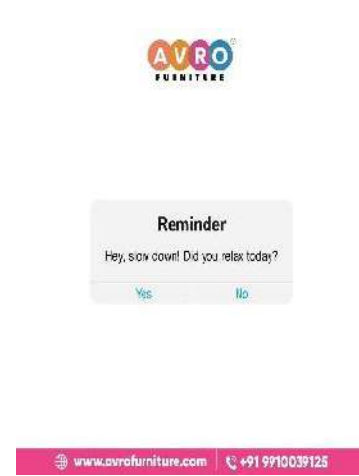 AVRO
FURNITURE
Reminder
Hey, slow down! Did you relax today?
Yes No
www.avrofurniture.com +91 9910039125